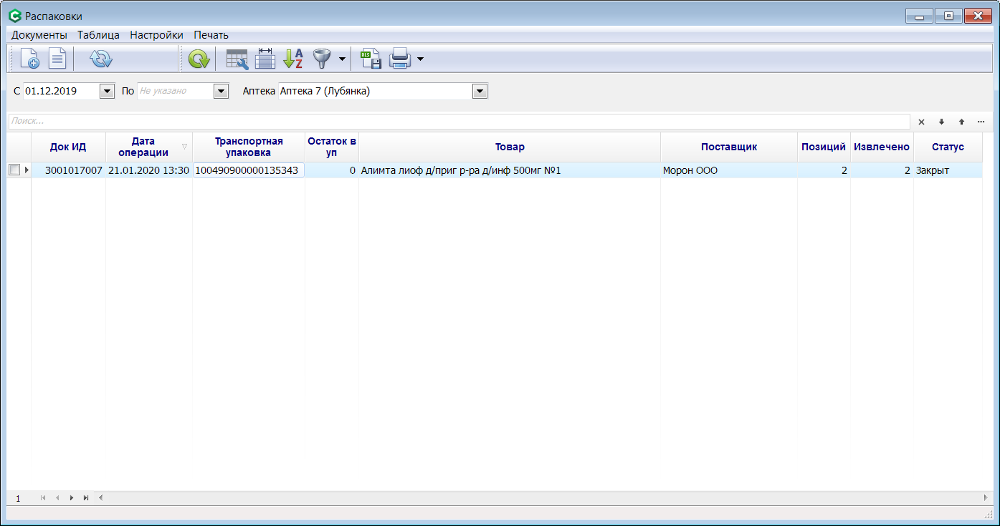 Распаковки
Документы Таблица Настройки Печать
A
Z
XLS
С 01.12.2019 По Не указано Аптека Аптека 7 (Лубянка)
Поиск...
Док ИД Дата операции Транспортная упаковка Остаток в уп Товар Поставщик Позиций Извлечено Статус
3001017007 21.01.2020 13:30 100490900000135343 0 Алимта лиоф д/приг р-ра д/инф 500мг №1 Морон ООО 2 2 Закрыт
1